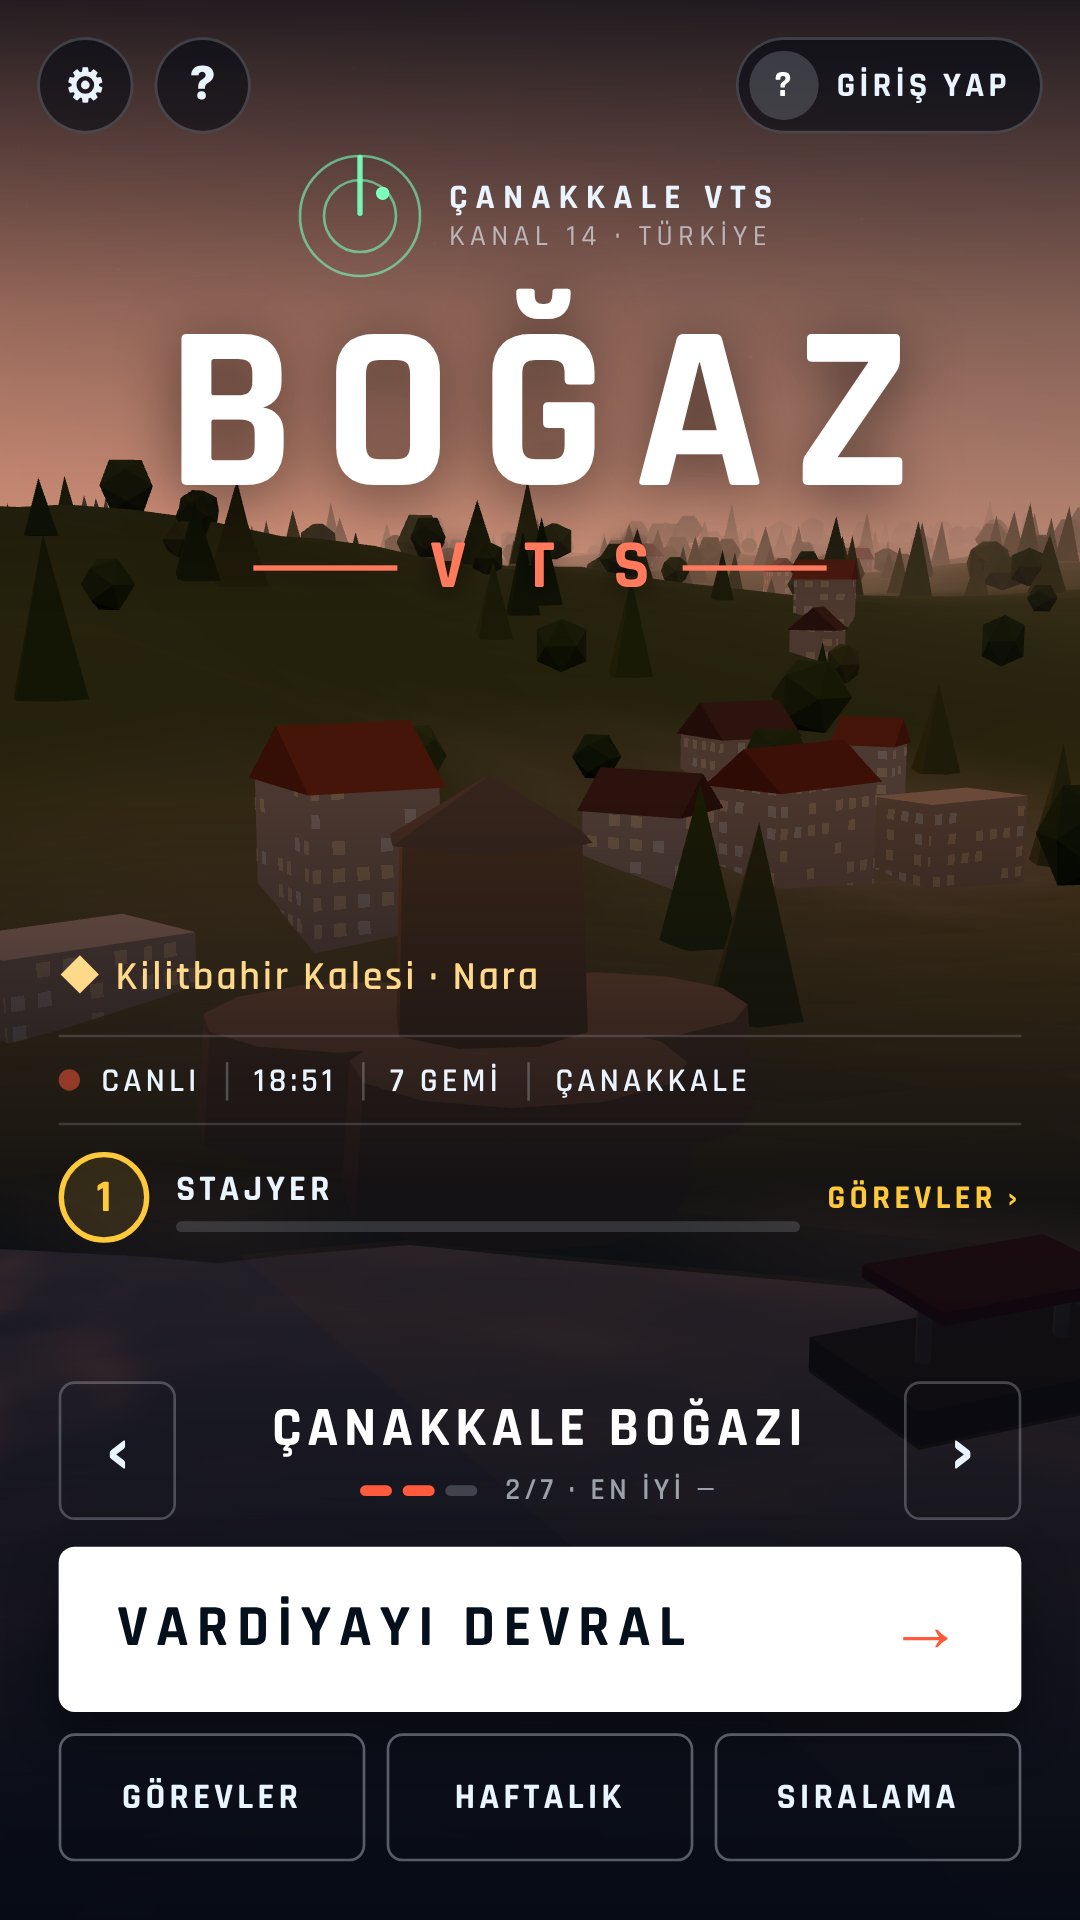 ? ? GİRİŞ YAP
ÇANAKKALE VTS
KANAL 14 · TÜRKİYE
BOĞAZ
VTS
Kilitbahir Kalesi · Nara
CANLI 18:51 7 GEMİ ÇANAKKALE
1 STAJYER GÖREVLER ›
‹ ÇANAKKALE BOĞAZI ›
2/7 · EN İYİ —
VARDİYAYI DEVRAL →
GÖREVLER HAFTALIK SIRALAMA